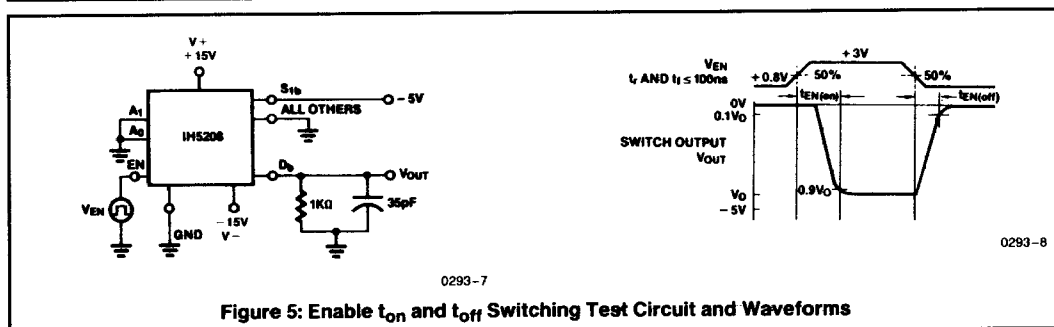 V+
+15V
S1b
-5V
ALL OTHERS
A1
A0
IH5208
EN
Db
VOUT
VEN
1KΩ
35pF
-15V
V-
GND
0293-7
VEN
tr AND tf ≤ 100ns
+3V
+0.8V
50%
50%
tEN(on)
tEN(off)
0V
0.1VO
SWITCH OUTPUT
VOUT
0.9VO
VO
-5V
0293-8
Figure 5: Enable ton and toff Switching Test Circuit and Waveforms